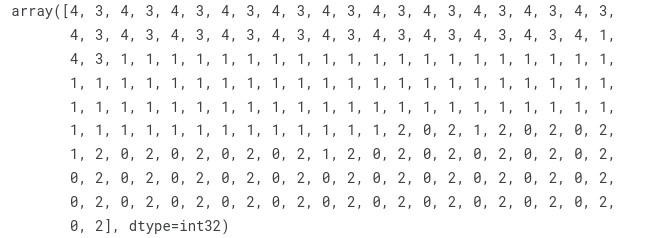 array([4, 3, 4, 3, 4, 3, 4, 3, 4, 3, 4, 3, 4, 3, 4, 3, 4, 3, 4, 3, 4, 3,
4, 3, 4, 3, 4, 3, 4, 3, 4, 3, 4, 3, 4, 3, 4, 3, 4, 3, 4, 1,
4, 3, 1, 1, 1, 1, 1, 1, 1, 1, 1, 1, 1, 1, 1, 1, 1, 1, 1, 1, 1, 1,
1, 1, 1, 1, 1, 1, 1, 1, 1, 1, 1, 1, 1, 1, 1, 1, 1, 1, 1, 1, 1, 1,
1, 1, 1, 1, 1, 1, 1, 1, 1, 1, 1, 1, 1, 1, 1, 1, 1, 1, 1, 1, 1, 1,
1, 1, 1, 1, 1, 1, 1, 1, 1, 1, 1, 1, 1, 2, 0, 2, 1, 2, 0, 2, 0, 2,
1, 2, 0, 2, 0, 2, 0, 2, 0, 2, 1, 2, 0, 2, 0, 2, 0, 2, 0, 2, 0, 2,
0, 2, 0, 2, 0, 2, 0, 2, 0, 2, 0, 2, 0, 2, 0, 2, 0, 2, 0, 2, 0, 2,
0, 2, 0, 2, 0, 2, 0, 2, 0, 2, 0, 2, 0, 2, 0, 2, 0, 2, 0, 2, 0, 2,
0, 2], dtype=int32)